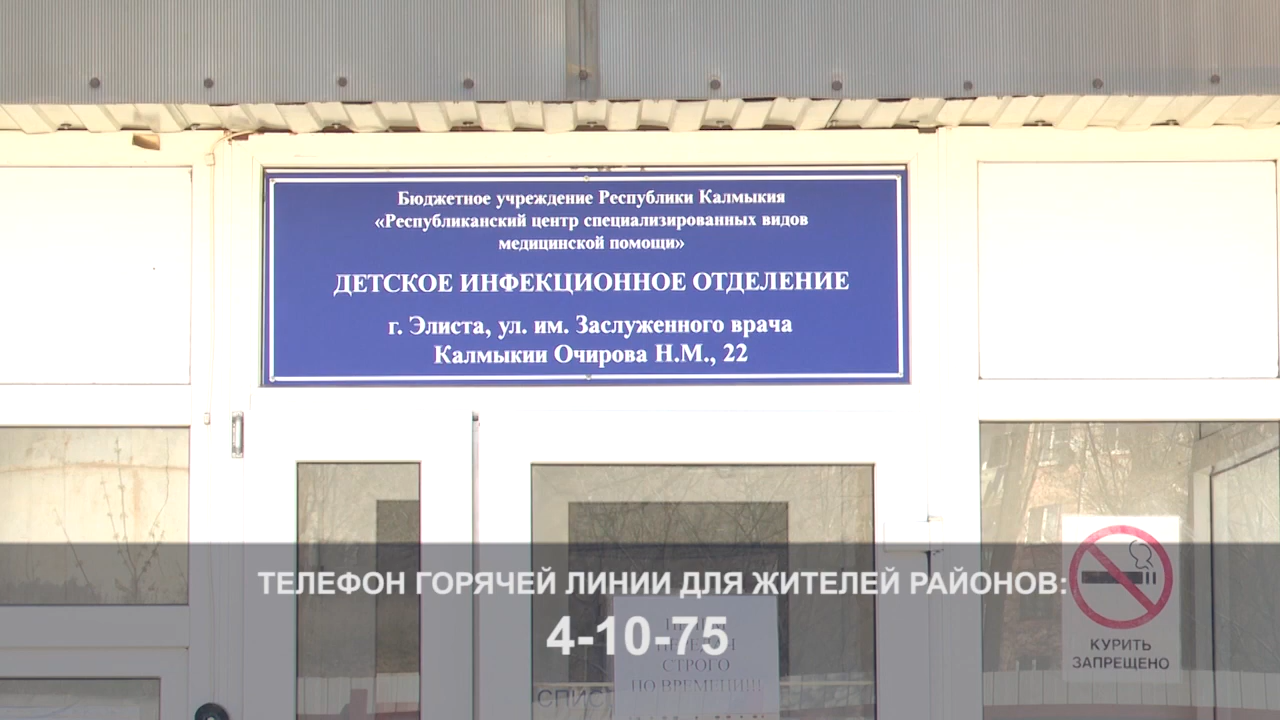 Бюджетное учреждение Республики Калмыкия
«Республиканский центр специализированных видов
медицинской помощи»
ДЕТСКОЕ ИНФЕКЦИОННОЕ ОТДЕЛЕНИЕ
г. Элиста, ул. им. Заслуженного врача
Калмыкии Очирова Н.М., 22
ТЕЛЕФОН ГОРЯЧЕЙ ЛИНИИ ДЛЯ ЖИТЕЛЕЙ РАЙОНОВ:
4-10-75
ПЕРЕДАЧ
СТРОГО
ПО ВРЕМЕНИ!!!
КУРИТЬ
ЗАПРЕЩЕНО